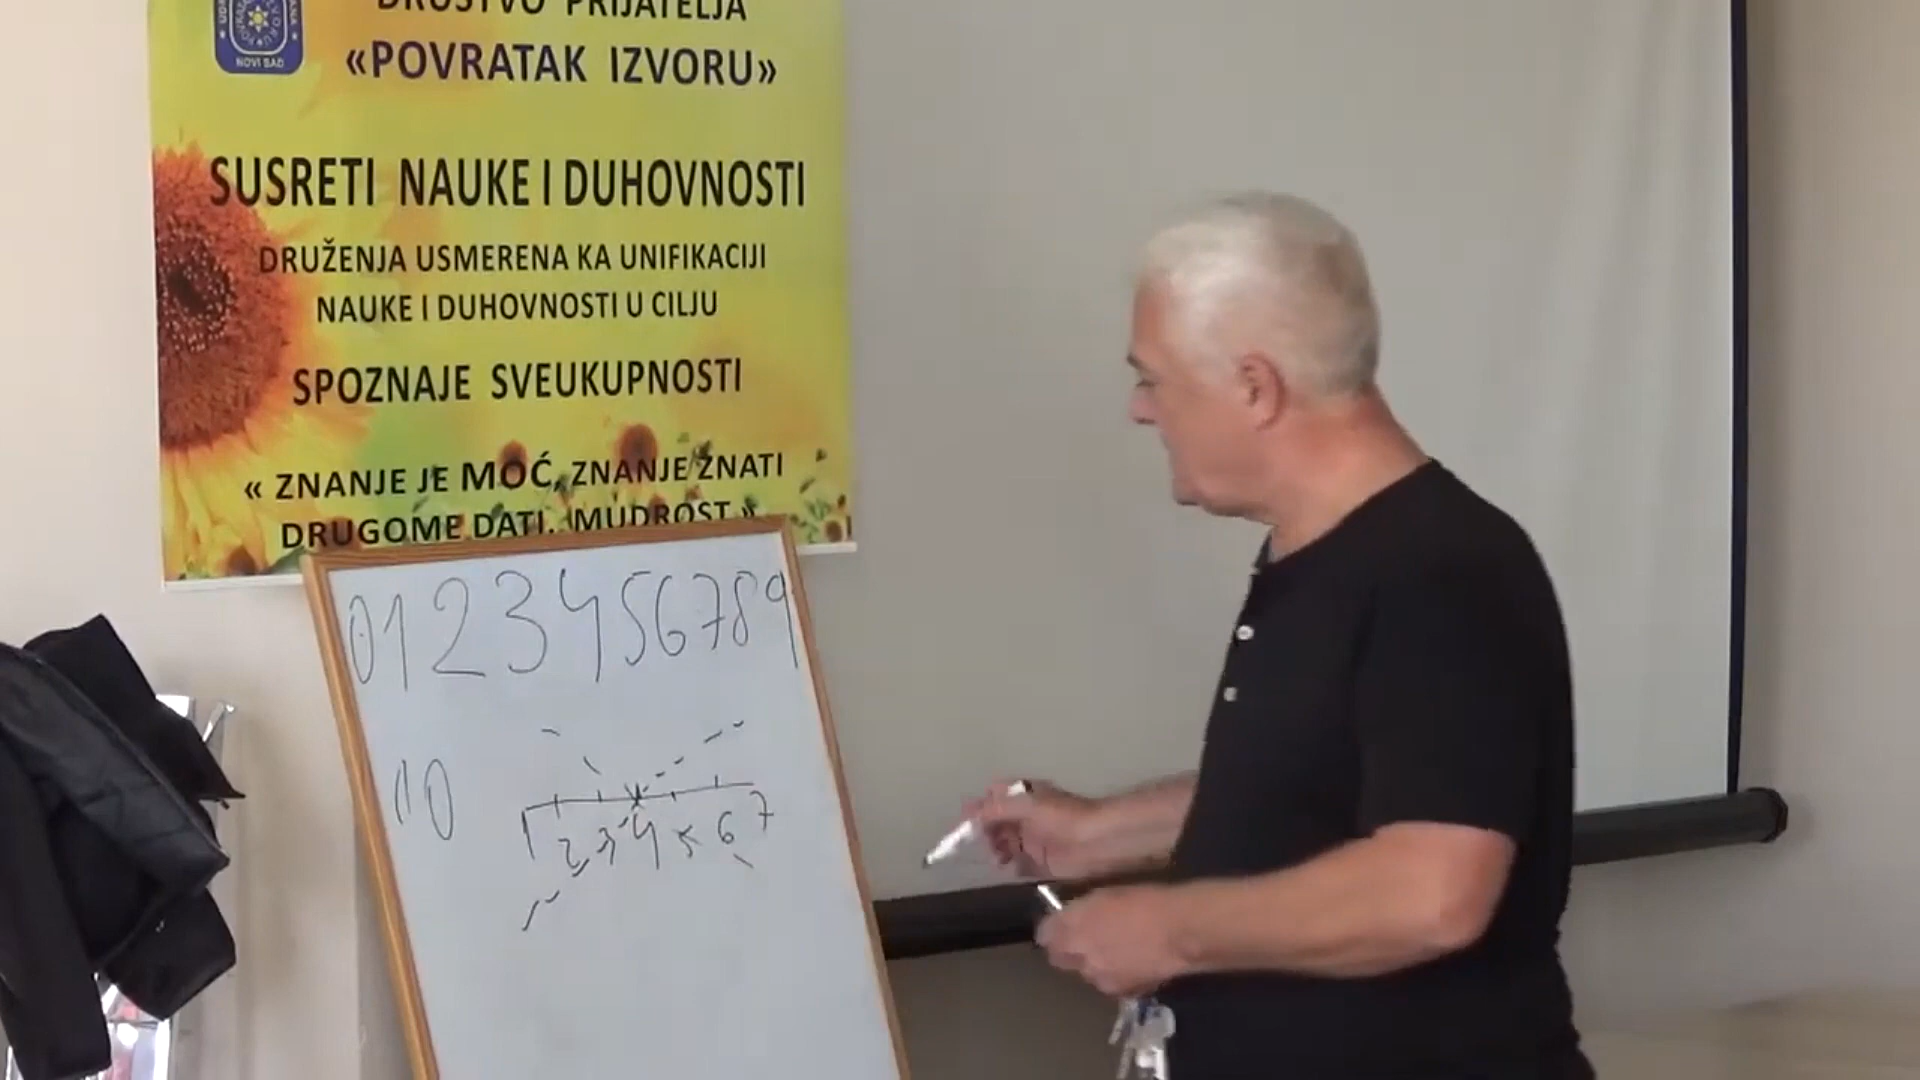 DRUŠTVO PRIJATELJA
«POVRATAK IZVORU»
NOVI SAD
SUSRETI NAUKE I DUHOVNOSTI
DRUŽENJA USMERENA KA UNIFIKACIJI
NAUKE I DUHOVNOSTI U CILJU
SPOZNAJE SVEUKUPNOSTI
« ZNANJE JE MOĆ, ZNANJE ZNATI
DRUGOME DATI, MUDROST »
0123456789
10
1 2 3 4 5 6 7